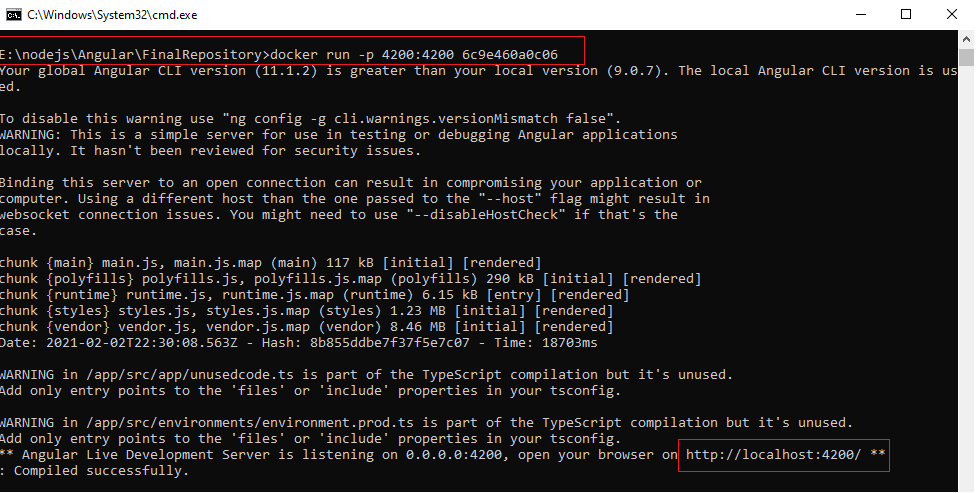 C:\Windows\System32\cmd.exe
E:\nodejs\Angular\FinalRepository>docker run -p 4200:4200 6c9e460a0c06
Your global Angular CLI version (11.1.2) is greater than your local version (9.0.7). The local Angular CLI version is us
ed.
To disable this warning use "ng config -g cli.warnings.versionMismatch false".
WARNING: This is a simple server for use in testing or debugging Angular applications
locally. It hasn't been reviewed for security issues.
Binding this server to an open connection can result in compromising your application or
computer. Using a different host than the one passed to the "--host" flag might result in
websocket connection issues. You might need to use "--disableHostCheck" if that's the
case.
chunk {main} main.js, main.js.map (main) 117 kB [initial] [rendered]
chunk {polyfills} polyfills.js, polyfills.js.map (polyfills) 290 kB [initial] [rendered]
chunk {runtime} runtime.js, runtime.js.map (runtime) 6.15 kB [entry] [rendered]
chunk {styles} styles.js, styles.js.map (styles) 1.23 MB [initial] [rendered]
chunk {vendor} vendor.js, vendor.js.map (vendor) 8.46 MB [initial] [rendered]
Date: 2021-02-02T22:30:08.563Z - Hash: 8b855ddbe7f37f5e7c07 - Time: 18703ms
WARNING in /app/src/app/unusedcode.ts is part of the TypeScript compilation but it's unused.
Add only entry points to the 'files' or 'include' properties in your tsconfig.
WARNING in /app/src/environments/environment.prod.ts is part of the TypeScript compilation but it's unused.
Add only entry points to the 'files' or 'include' properties in your tsconfig.
** Angular Live Development Server is listening on 0.0.0.0:4200, open your browser on http://localhost:4200/ **
: Compiled successfully.